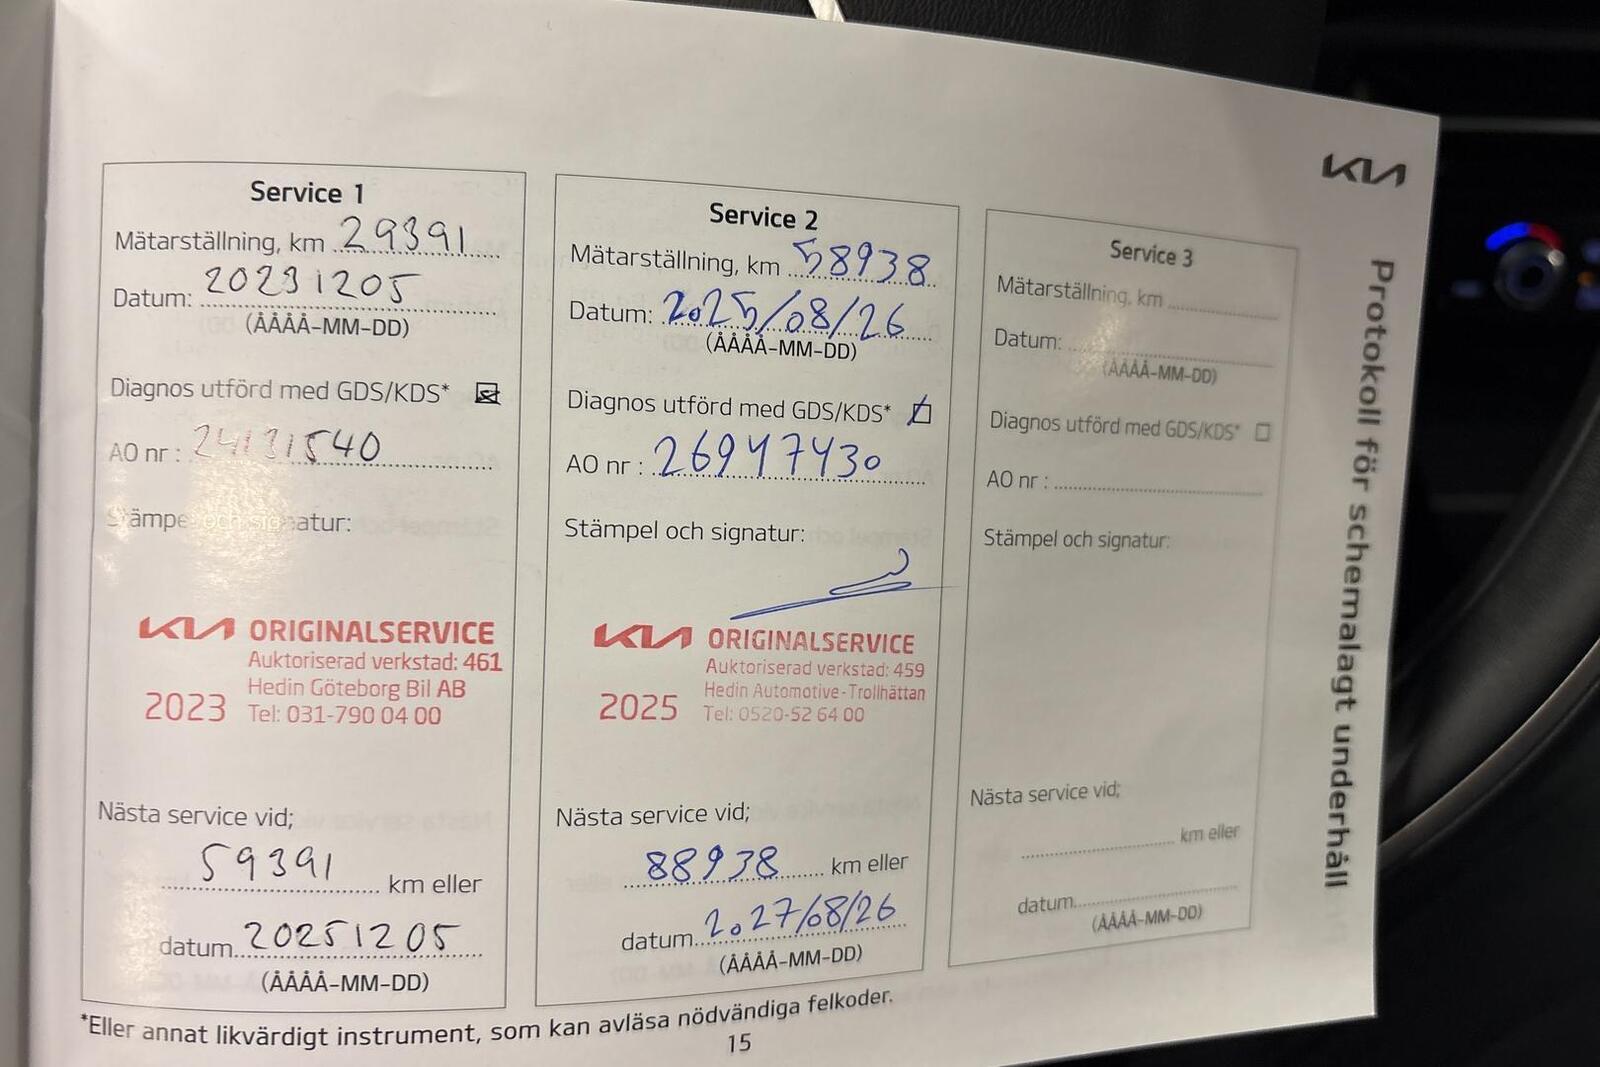 KIA
Protokoll för schemalagt underhåll
Service 1
Mätarställning, km 29391
Datum: 20231205
(ÅÅÅÅ-MM-DD)
Diagnos utförd med GDS/KDS*
AO nr : 24131540
Stämpel och signatur:
KIA ORIGINALSERVICE
Auktoriserad verkstad: 461
Hedin Göteborg Bil AB
2023 Tel: 031-790 04 00
Nästa service vid;
59391 km eller
datum. 20251205
(ÅÅÅÅ-MM-DD)
Service 2
Mätarställning, km 58938
Datum: 2025/08/26
(ÅÅÅÅ-MM-DD)
Diagnos utförd med GDS/KDS*
AO nr : 26947430
Stämpel och signatur:
KIA ORIGINALSERVICE
Auktoriserad verkstad: 459
Hedin Automotive-Trollhättan
2025 Tel: 0520-52 64 00
Nästa service vid;
88938 km eller
datum 2027/08/26
(ÅÅÅÅ-MM-DD)
Service 3
Mätarställning, km
Datum:
(ÅÅÅÅ-MM-DD)
Diagnos utförd med GDS/KDS*
AO nr :
Stämpel och signatur:
Nästa service vid;
km eller
datum
(ÅÅÅÅ-MM-DD)
*Eller annat likvärdigt instrument, som kan avläsa nödvändiga felkoder.
15